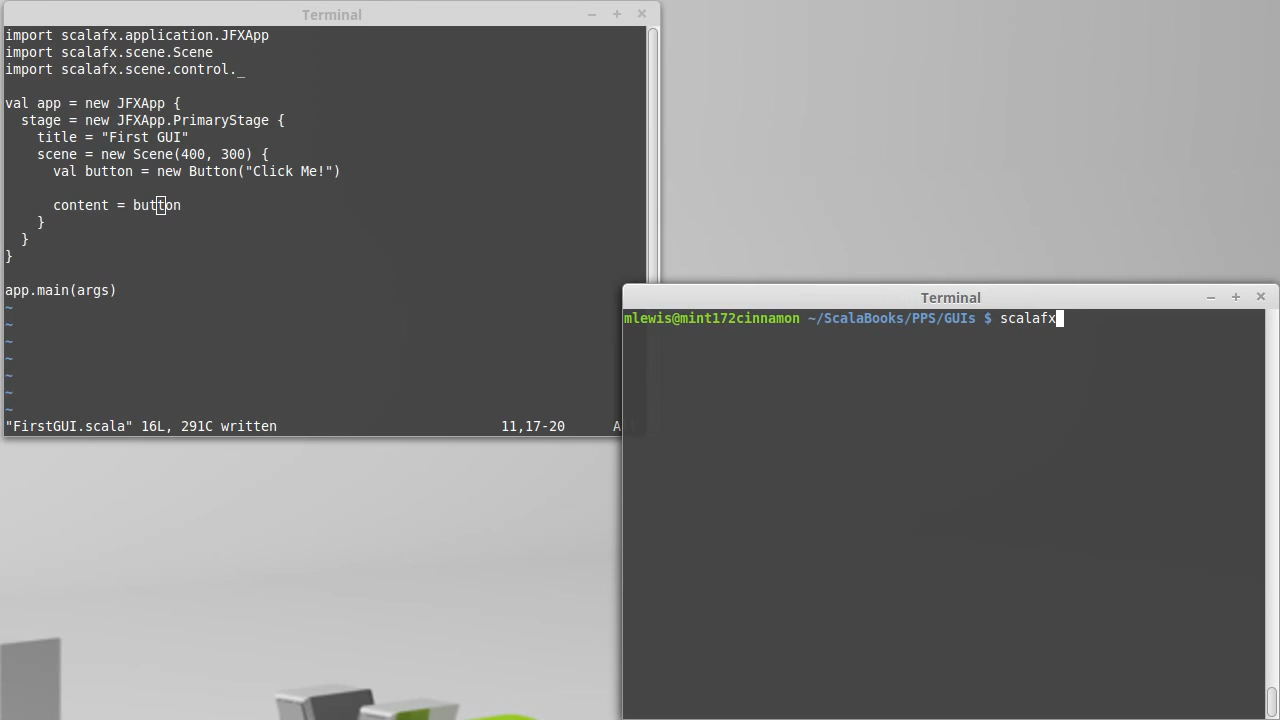 Terminal
import scalafx.application.JFXApp
import scalafx.scene.Scene
import scalafx.scene.control._
val app = new JFXApp {
stage = new JFXApp.PrimaryStage {
title = "First GUI"
scene = new Scene(400, 300) {
val button = new Button("Click Me!")
content = button
}
}
}
app.main(args)
~
~
~
~
~
~
~
"FirstGUI.scala" 16L, 291C written 11,17-20
Terminal
mlewis@mint172cinnamon ~/ScalaBooks/PPS/GUIs $ scalafx